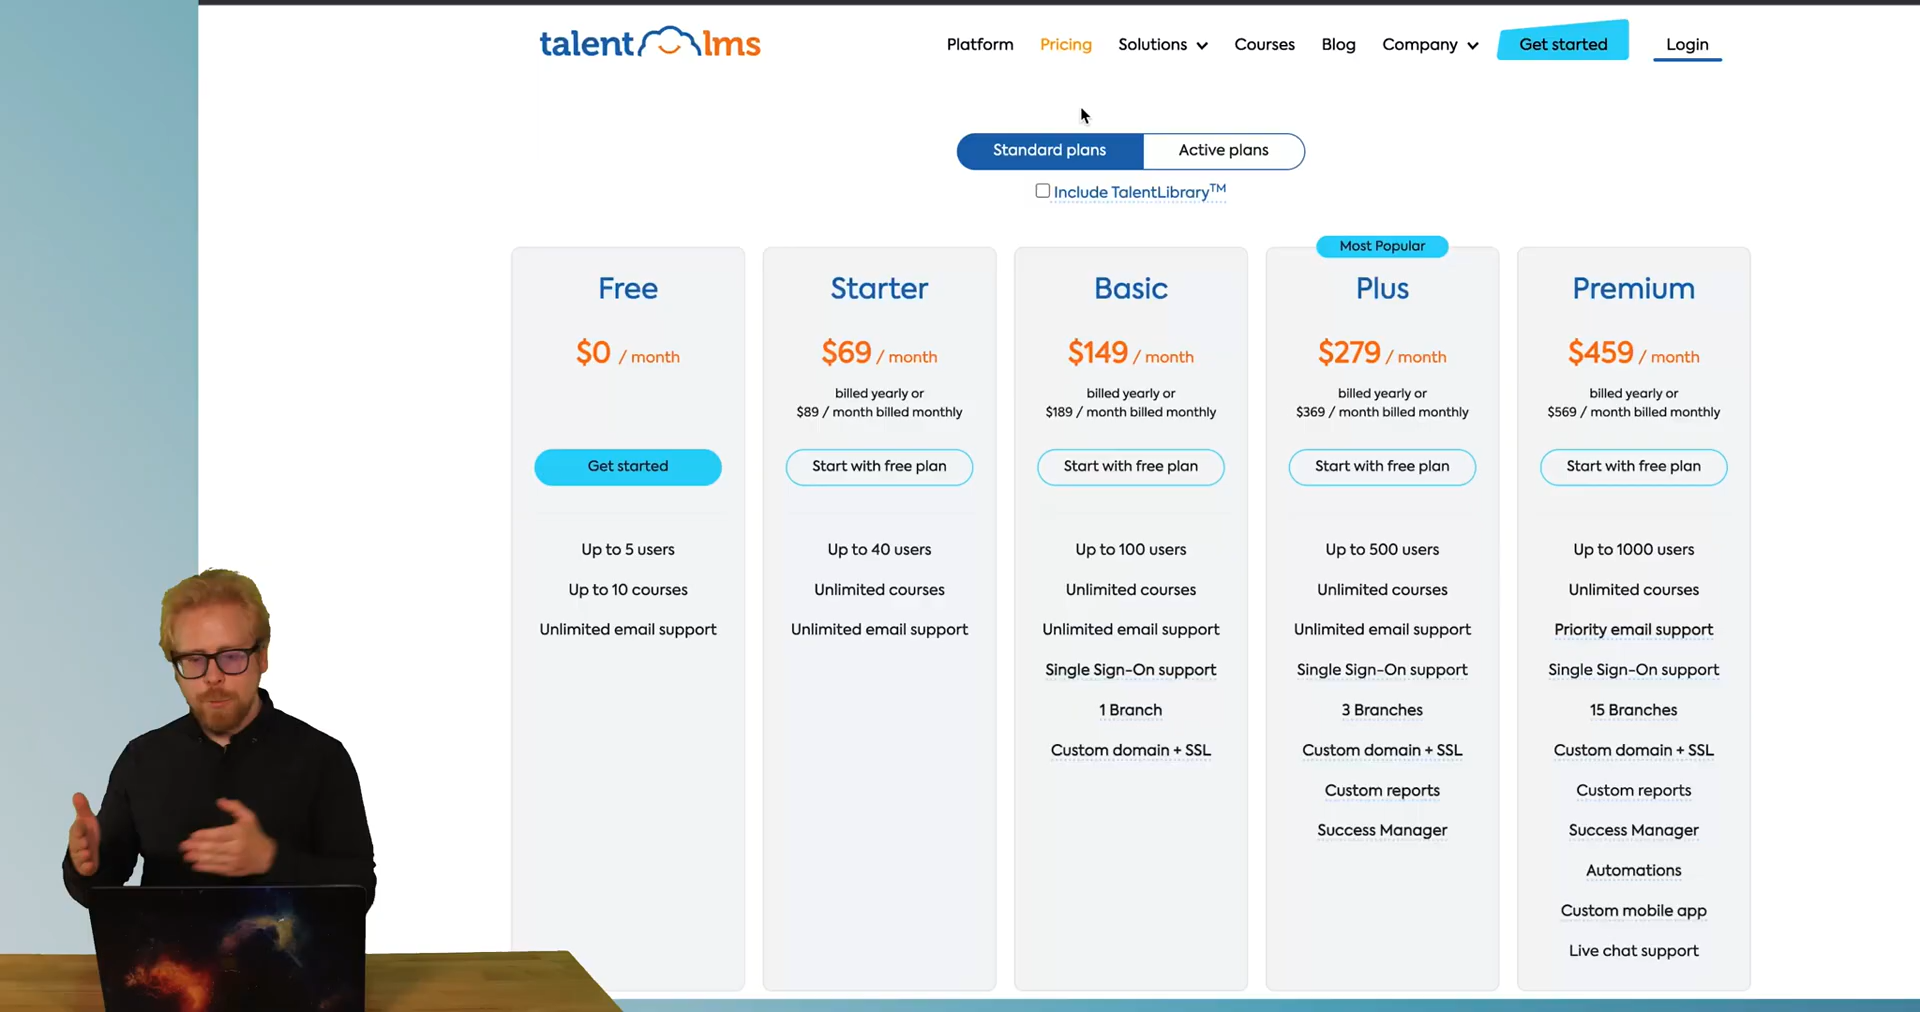 talent lms
Platform
Pricing
Solutions
Courses
Blog
Company
Get started
Login
Standard plans
Active plans
Include TalentLibrary™
Free
$0 / month
Get started
Up to 5 users
Up to 10 courses
Unlimited email support
Starter
$69 / month
billed yearly or
$89 / month billed monthly
Start with free plan
Up to 40 users
Unlimited courses
Unlimited email support
Basic
$149 / month
billed yearly or
$189 / month billed monthly
Start with free plan
Up to 100 users
Unlimited courses
Unlimited email support
Single Sign-On support
1 Branch
Custom domain + SSL
Most Popular
Plus
$279 / month
billed yearly or
$369 / month billed monthly
Start with free plan
Up to 500 users
Unlimited courses
Unlimited email support
Single Sign-On support
3 Branches
Custom domain + SSL
Custom reports
Success Manager
Premium
$459 / month
billed yearly or
$569 / month billed monthly
Start with free plan
Up to 1000 users
Unlimited courses
Priority email support
Single Sign-On support
15 Branches
Custom domain + SSL
Custom reports
Success Manager
Automations
Custom mobile app
Live chat support